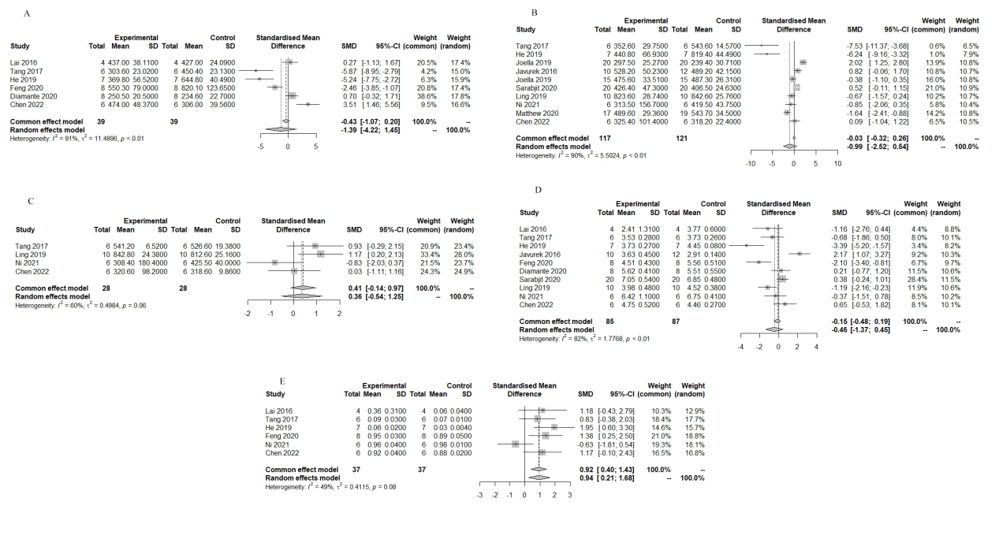 A
Experimental Control Standardised Mean Weight Weight
Study Total Mean SD Total Mean SD Difference SMD 95%-CI (common) (random)
Lai 2016 4 437.00 38.1100 4 427.00 24.0900 0.27 [-1.13; 1.67] 20.5% 17.4%
Tang 2017 6 303.60 23.0200 6 450.40 23.1300 -5.87 [-8.95; -2.79] 4.2% 15.0%
He 2019 7 369.80 56.5200 7 644.80 40.4900 -5.24 [-7.75; -2.72] 6.3% 15.9%
Feng 2020 8 550.30 20.5000 8 820.10 123.6500 -2.46 [-3.85; -1.07] 20.8% 17.4%
Diamante 2020 8 250.50 79.0000 8 234.60 22.7000 0.70 [-0.32; 1.71] 38.6% 17.8%
Chen 2022 6 474.00 48.3700 6 306.00 39.5600 3.51 [1.46; 5.56] 9.5% 16.6%
Common effect model 39 39 -0.43 [-1.07; 0.20] 100.0% --
Random effects model -1.39 [-4.22; 1.45] -- 100.0%
Heterogeneity: I² = 91%, τ² = 11.4896, p < 0.01
-5 0 5
B
Experimental Control Standardised Mean Weight Weight
Study Total Mean SD Total Mean SD Difference SMD 95%-CI (common) (random)
Tang 2017 6 352.60 29.7500 6 543.60 14.5700 -7.53 [-11.37; -3.68] 0.6% 6.5%
He 2019 7 440.80 66.9300 7 819.40 44.4900 -6.24 [-9.16; -3.32] 1.0% 7.9%
Joella 2019 20 297.50 25.2700 20 239.40 30.7100 2.02 [1.25; 2.80] 13.9% 10.8%
Javurek 2016 10 528.20 50.2300 12 489.20 42.1500 0.82 [-0.06; 1.70] 10.8% 10.7%
Joella 2019 15 475.60 33.5100 15 487.30 26.3100 -0.38 [-1.10; 0.35] 16.0% 10.8%
Sarabjit 2020 20 426.40 47.3000 20 406.50 24.6300 0.52 [-0.11; 1.15] 21.0% 10.8%
Ling 2019 10 823.60 28.7400 10 842.60 25.7600 -0.67 [-1.57; 0.24] 10.2% 10.7%
Ni 2021 6 313.50 156.7000 6 419.50 43.7500 -0.85 [-2.06; 0.35] 5.8% 10.4%
Matthew 2020 17 489.60 29.3600 19 543.70 34.5000 -1.64 [-2.41; -0.88] 14.2% 10.8%
Chen 2022 6 325.40 101.4000 6 318.20 22.4000 0.09 [-1.04; 1.22] 6.5% 10.5%
Common effect model 117 121 -0.03 [-0.32; 0.26] 100.0% --
Random effects model -0.99 [-2.52; 0.54] -- 100.0%
Heterogeneity: I² = 90%, τ² = 5.5024, p < 0.01
-10 -5 0 5 10
C
Experimental Control Standardised Mean Weight Weight
Study Total Mean SD Total Mean SD Difference SMD 95%-CI (common) (random)
Tang 2017 6 541.20 6.5200 6 526.60 19.3800 0.93 [-0.29; 2.15] 20.9% 23.4%
Ling 2019 10 842.80 24.3800 10 812.60 25.1600 1.17 [0.20; 2.13] 33.4% 28.0%
Ni 2021 6 308.40 180.4000 6 425.50 40.0000 -0.83 [-2.03; 0.37] 21.5% 23.7%
Chen 2022 6 320.60 98.2000 6 318.60 9.8600 0.03 [-1.11; 1.16] 24.3% 24.9%
Common effect model 28 28 0.41 [-0.14; 0.97] 100.0% --
Random effects model 0.36 [-0.54; 1.25] -- 100.0%
Heterogeneity: I² = 60%, τ² = 0.4984, p = 0.06
-2 -1 0 1 2
D
Experimental Control Standardised Mean Weight Weight
Study Total Mean SD Total Mean SD Difference SMD 95%-CI (common) (random)
Lai 2016 4 2.41 1.3100 4 3.77 0.6000 -1.16 [-2.76; 0.44] 4.4% 8.8%
Tang 2017 6 3.53 0.2800 6 3.73 0.2600 -0.68 [-1.86; 0.50] 8.0% 10.1%
He 2019 7 3.73 0.2700 7 4.45 0.0800 -3.39 [-5.20; -1.57] 3.4% 8.2%
Jarurek 2016 10 3.63 0.4500 12 2.91 0.1400 2.17 [1.07; 3.27] 9.2% 10.3%
Feng 2020 8 4.51 0.4300 8 5.56 0.5100 -2.10 [-3.40; -0.81] 6.7% 9.7%
Diamante 2020 8 5.62 0.4100 8 5.51 0.5500 0.21 [-0.77; 1.20] 11.5% 10.7%
Sarabjit 2020 20 7.05 0.5400 20 6.85 0.4800 0.38 [-0.24; 1.01] 28.4% 11.5%
Ling 2019 10 3.98 0.4800 10 4.52 0.3800 -1.19 [-2.16; -0.23] 11.9% 10.6%
Ni 2021 6 6.42 1.1000 6 6.75 0.4100 -0.37 [-1.51; 0.78] 8.5% 10.2%
Chen 2022 6 4.75 0.5200 6 4.46 0.2700 0.65 [-0.53; 1.82] 8.1% 10.1%
Common effect model 85 87 -0.15 [-0.48; 0.19] 100.0% --
Random effects model -0.46 [-1.37; 0.45] -- 100.0%
Heterogeneity: I² = 82%, τ² = 1.7768, p < 0.01
-4 -2 0 2 4
E
Experimental Control Standardised Mean Weight Weight
Study Total Mean SD Total Mean SD Difference SMD 95%-CI (common) (random)
Lai 2016 4 0.36 0.3100 4 0.06 0.0400 1.18 [-0.43; 2.79] 10.3% 12.9%
Tang 2017 6 0.09 0.0300 6 0.07 0.0100 0.83 [-0.38; 2.03] 18.4% 17.7%
He 2019 7 0.06 0.0200 7 0.03 0.0040 1.95 [0.60; 3.30] 14.6% 15.7%
Feng 2020 8 0.95 0.0300 8 0.89 0.0500 1.38 [0.25; 2.50] 21.0% 18.8%
Ni 2021 6 0.96 0.0400 6 0.98 0.0100 -0.63 [-1.81; 0.54] 19.3% 18.1%
Chen 2022 6 0.92 0.0400 6 0.88 0.0200 1.17 [-0.10; 2.43] 16.5% 16.8%
Common effect model 37 37 0.92 [0.40; 1.43] 100.0% --
Random effects model 0.94 [0.21; 1.68] -- 100.0%
Heterogeneity: I² = 49%, τ² = 0.4115, p = 0.08
-3 -2 -1 0 1 2 3